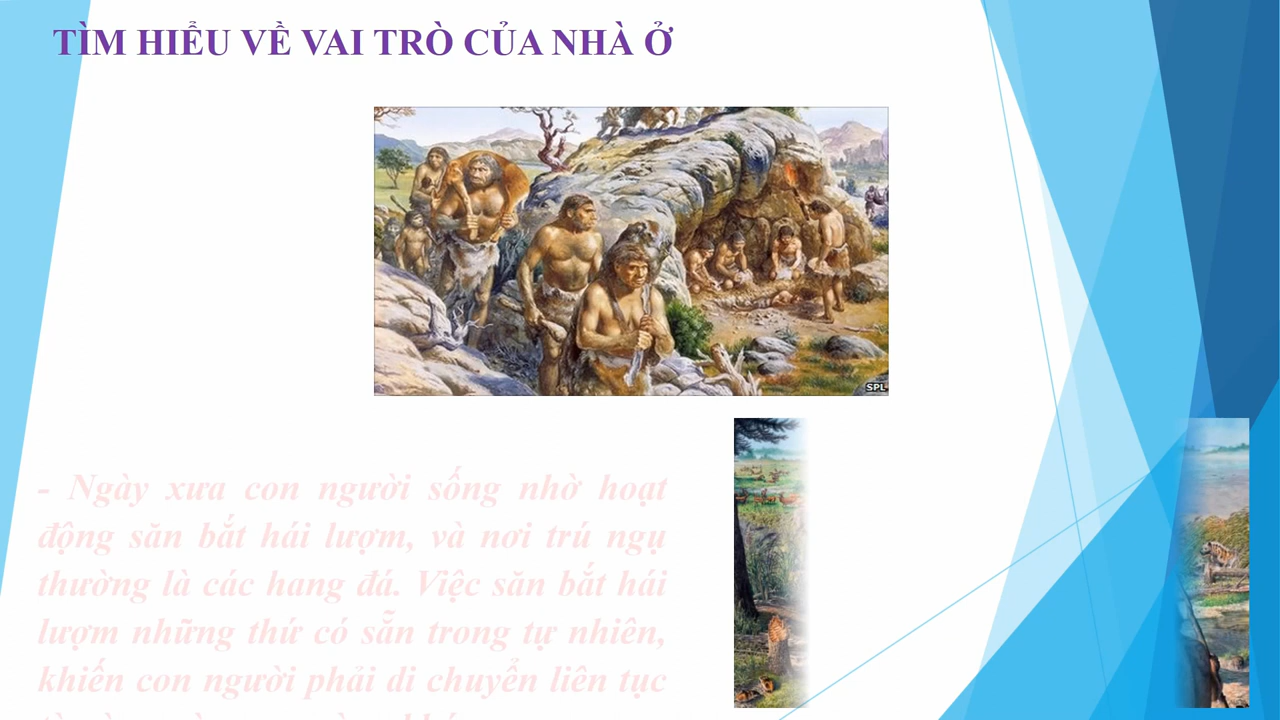 TÌM HIỂU VỀ VAI TRÒ CỦA NHÀ Ở
SPL
- Ngày xưa con người sống nhờ hoạt
động săn bắt hái lượm, và nơi trú ngụ
thường là các hang đá. Việc săn bắt hái
lượm những thứ có sẵn trong tự nhiên,
khiến con người phải di chuyển liên tục